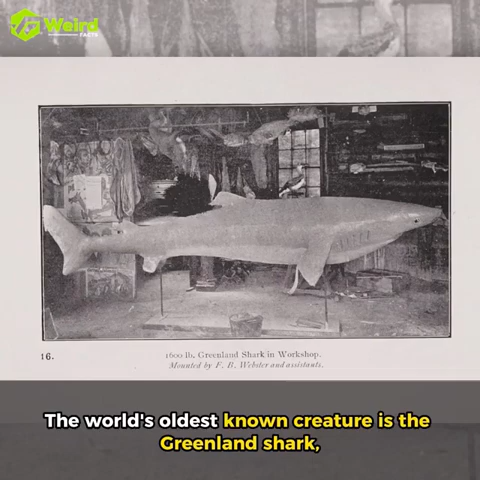 Weird
FACTS
16.
1600 lb. Greenland Shark in Workshop.
Mounted by F. B. Webster and assistants.
The world's oldest known creature is the
Greenland shark,